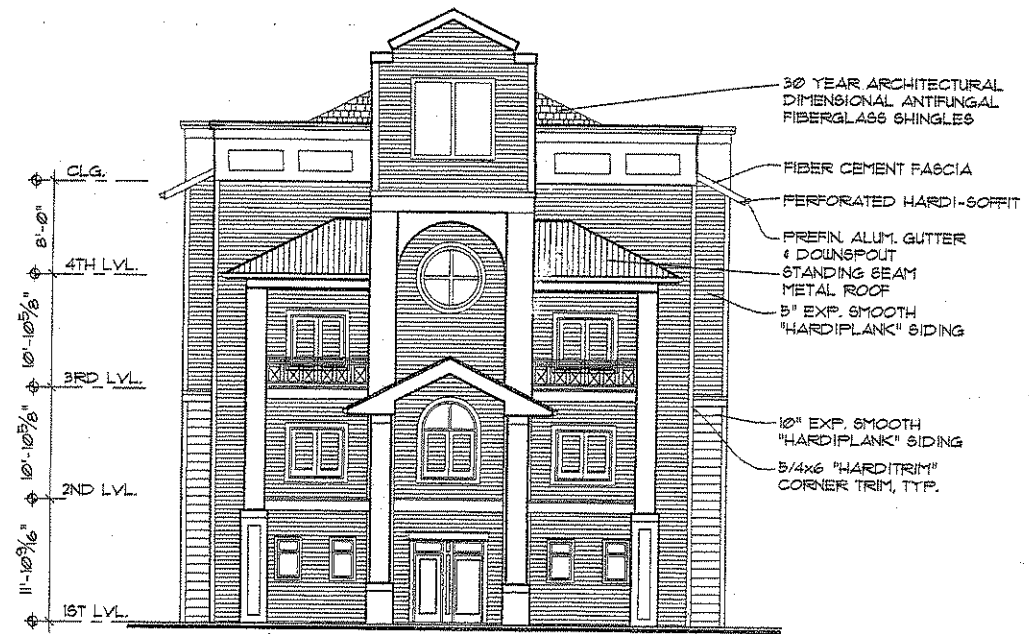 30 YEAR ARCHITECTURAL
DIMENSIONAL ANTIFUNGAL
FIBERGLASS SHINGLES
FIBER CEMENT FASCIA
PERFORATED HARDI-SOFFIT
PREFIN. ALUM. GUTTER
& DOWNSPOUT
STANDING SEAM
METAL ROOF
5" EXP. SMOOTH
"HARDIPLANK" SIDING
10" EXP. SMOOTH
"HARDIPLANK" SIDING
5/4x6 "HARDITRIM"
CORNER TRIM, TYP.
CLG.
8'-0"
4TH LVL.
10'-10 5/8"
3RD LVL.
10'-10 5/8"
2ND LVL.
11'-10 9/16"
1ST LVL.